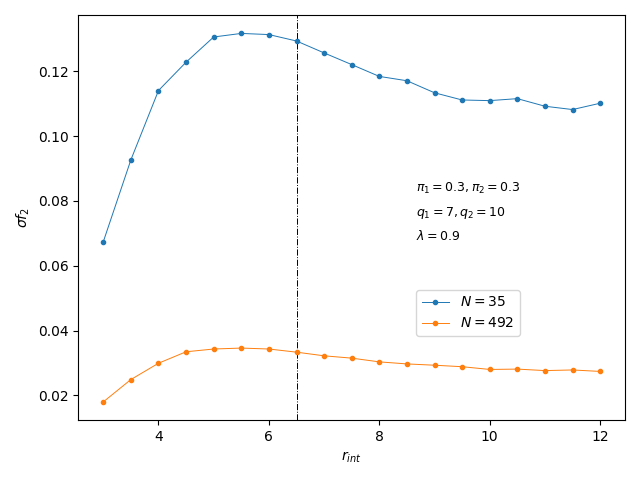 0.12
0.10
0.08
0.06
0.04
0.02
σf₂
π₁ = 0.3, π₂ = 0.3
q₁ = 7, q₂ = 10
λ = 0.9
N = 35
N = 492
4 6 8 10 12
r_int